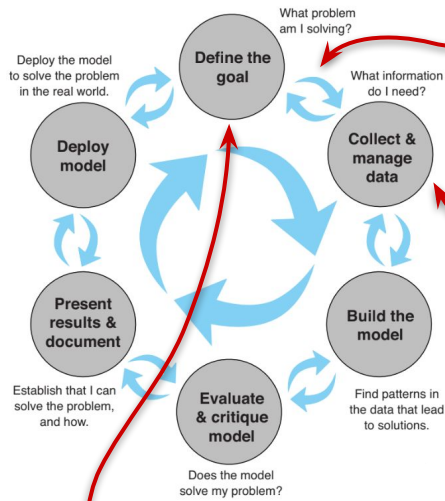 What problem
am I solving?
Define the
goal
Deploy the model
to solve the problem
in the real world.
What information
do I need?
Deploy
model
Collect &
manage
data
Present
results &
document
Build the
model
Establish that I can
solve the problem,
and how.
Evaluate
& critique
model
Find patterns in
the data that lead
to solutions.
Does the model
solve my problem?